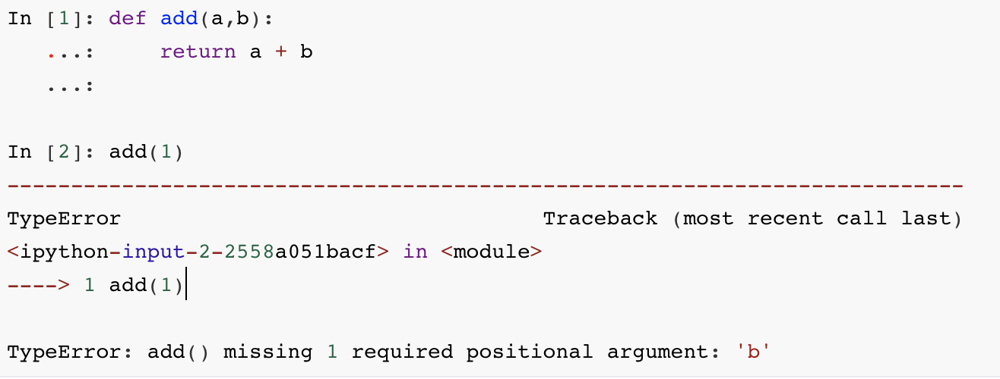 In [1]: def add(a,b):
   ...:     return a + b
   ...:
In [2]: add(1)
---------------------------------------------------------------------------
TypeError                                 Traceback (most recent call last)
<ipython-input-2-2558a051bacf> in <module>
----> 1 add(1)
TypeError: add() missing 1 required positional argument: 'b'